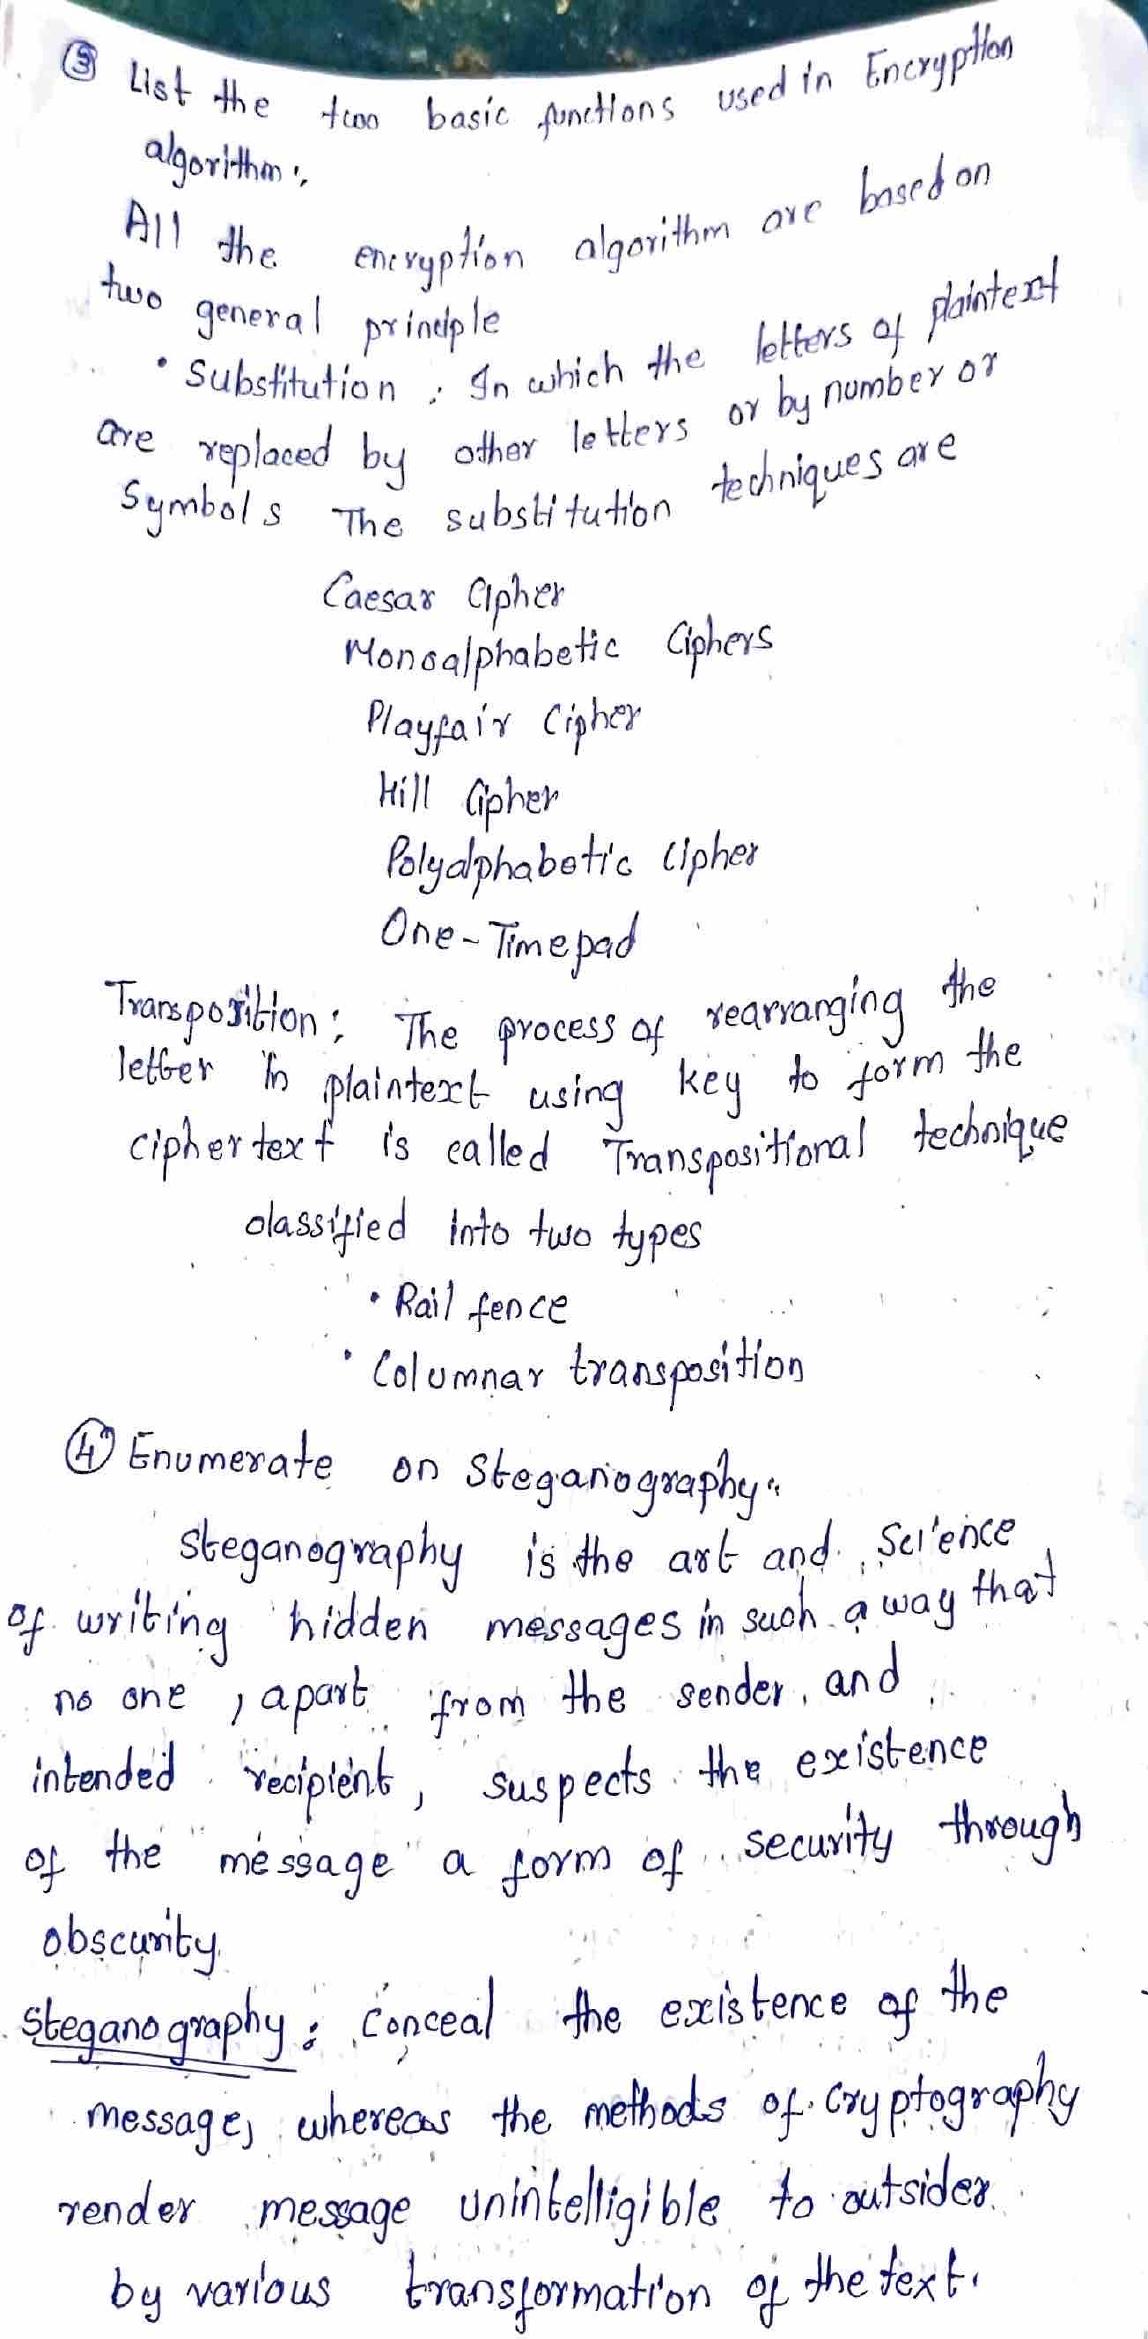 ③ List the two basic functions used in Encryption
algorithm:,
All the encryption algorithm are based on
two general principle
• Substitution : In which the letters of plaintext
are replaced by other letters or by number or
Symbols The substitution techniques are
Caesar Cipher
Monoalphabetic Ciphers
Playfair Cipher
Hill Cipher
Polyalphabetic Cipher
One-Timepad
Transposition: The process of rearranging the
letter in plaintext using key to form the
ciphertext is called Transpositional technique
classified into two types
• Rail fence
• Columnar transposition
④ Enumerate on steganography.
steganography is the art and science
of writing hidden messages in such a way that
no one, apart from the sender, and
intended recipient, suspects the existence
of the message a form of security through
obscurity.
Steganography: conceal the existence of the
message, whereas the methods of cryptography
render message unintelligible to outsider
by various transformation of the text.